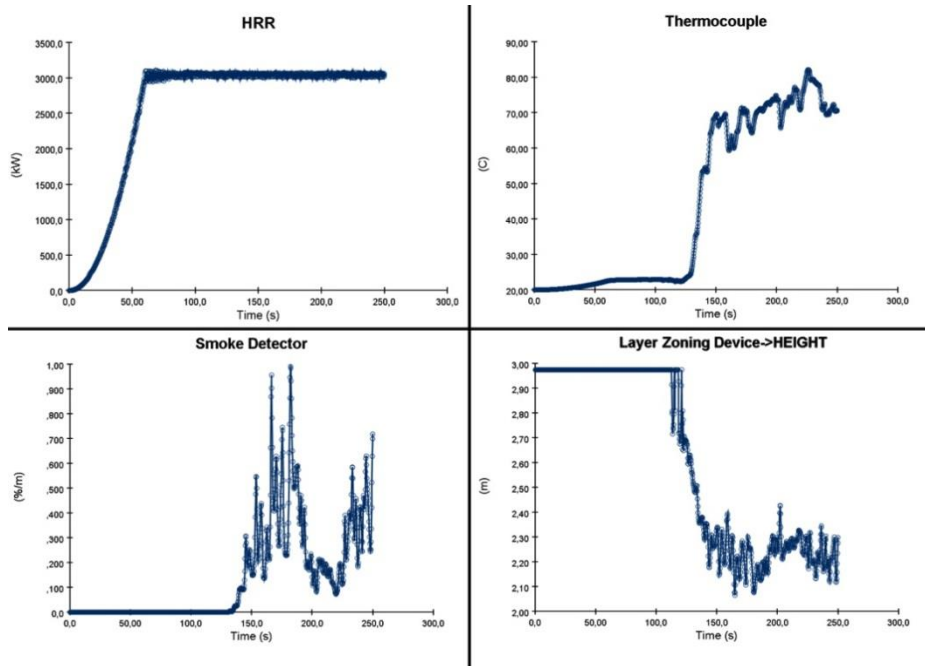 HRR
3500,0
3000,0
2500,0
2000,0
1500,0
1000,0
500,0
0,0
(kW)
0,0 50,0 100,0 150,0 200,0 250,0 300,0
Time (s)
Thermocouple
90,00
80,00
70,00
60,00
50,00
40,00
30,00
20,00
(C)
0,0 50,0 100,0 150,0 200,0 250,0 300,0
Time (s)
Smoke Detector
1,00
,900
,800
,700
,600
,500
,400
,300
,200
,100
0,0
(%/m)
0,0 50,0 100,0 150,0 200,0 250,0 300,0
Time (s)
Layer Zoning Device->HEIGHT
3,00
2,90
2,80
2,70
2,60
2,50
2,40
2,30
2,20
2,10
2,00
(m)
0,0 50,0 100,0 150,0 200,0 250,0 300,0
Time (s)